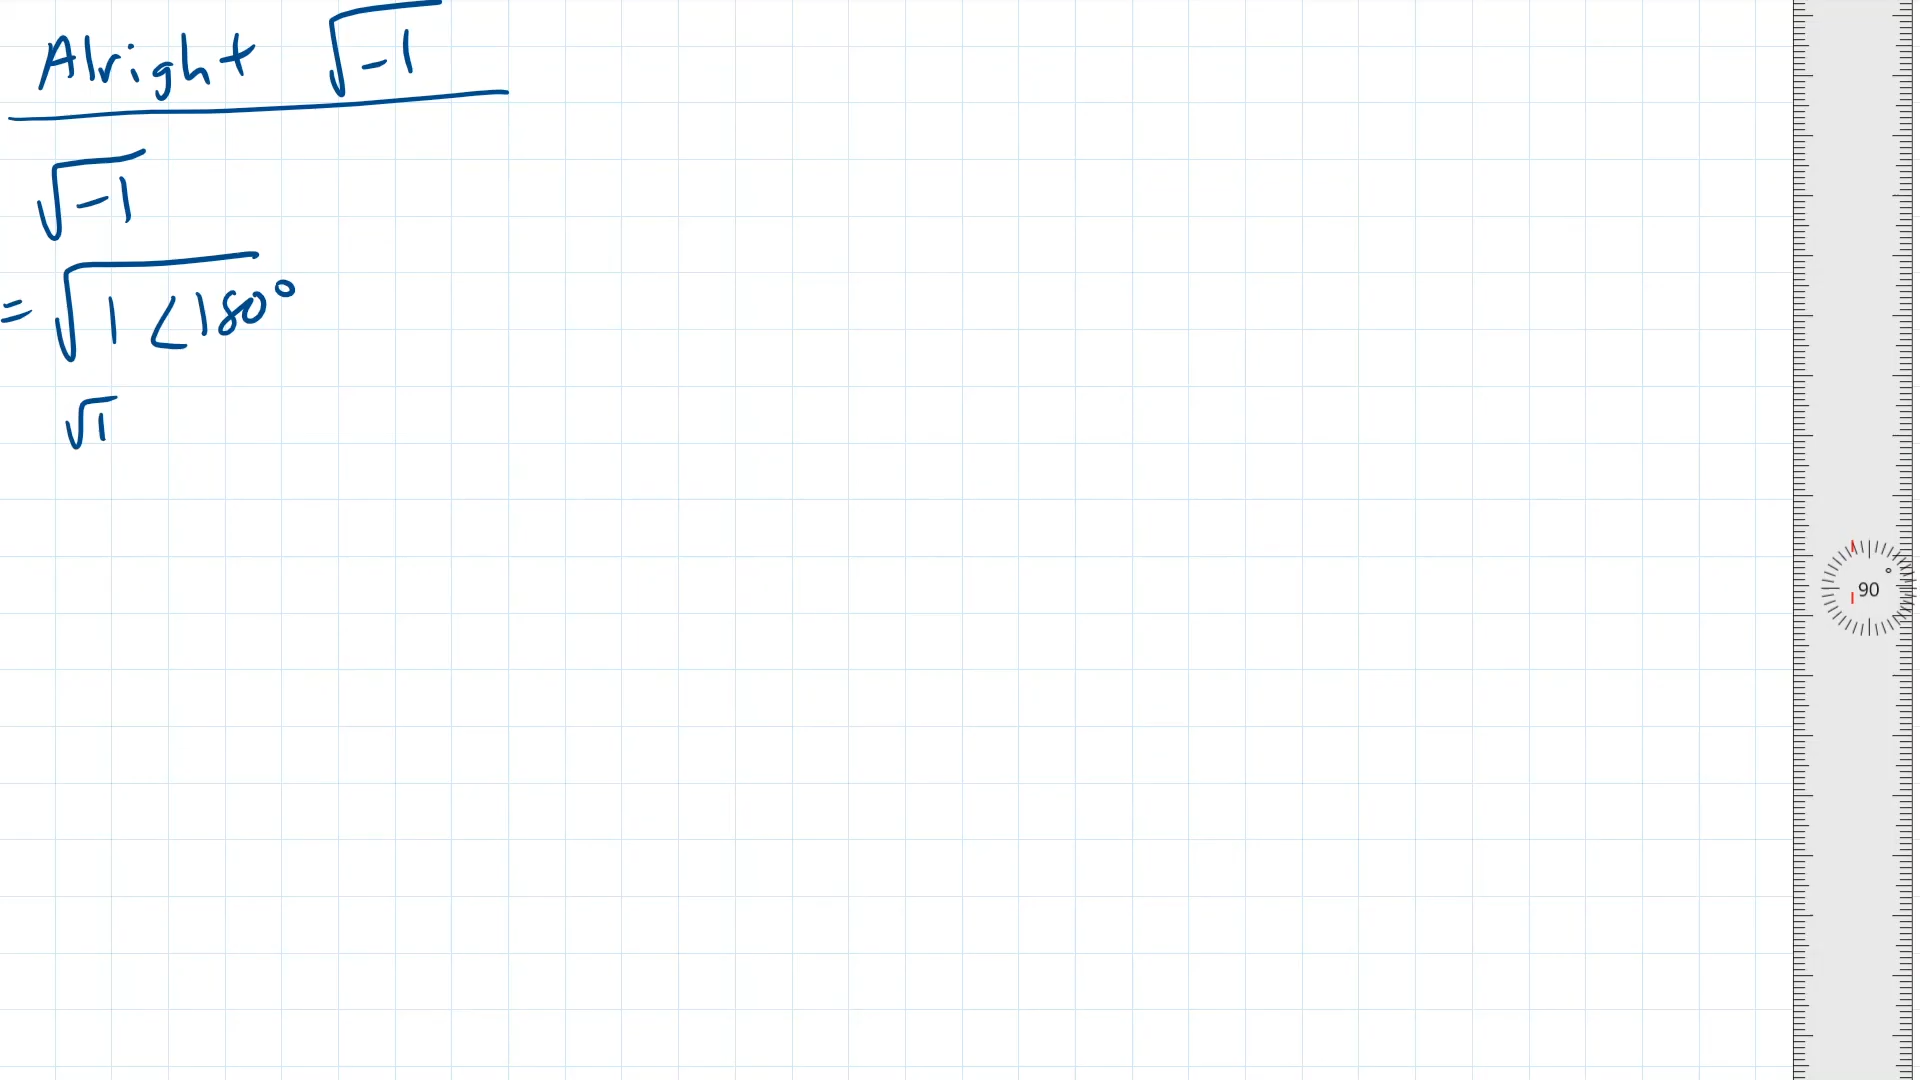 Alright √-1
√-1
= √1 ∠180°
√1
90°